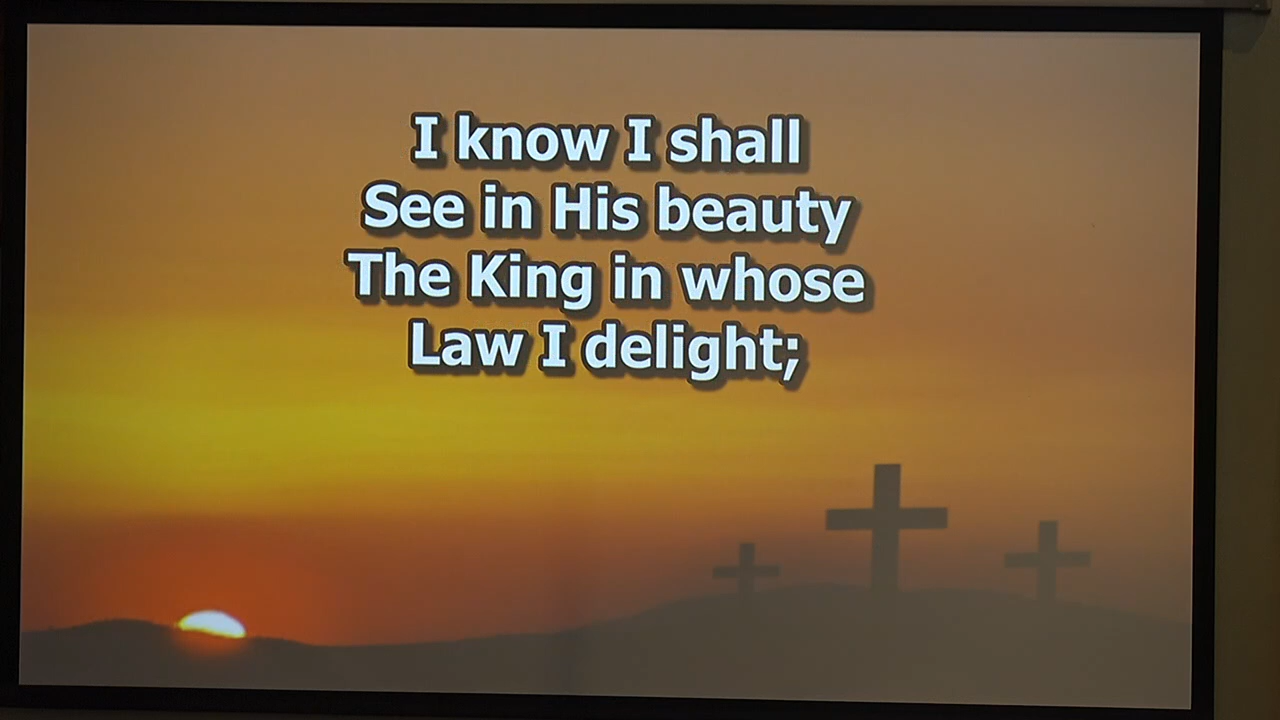 I know I shall
See in His beauty
The King in whose
Law I delight;